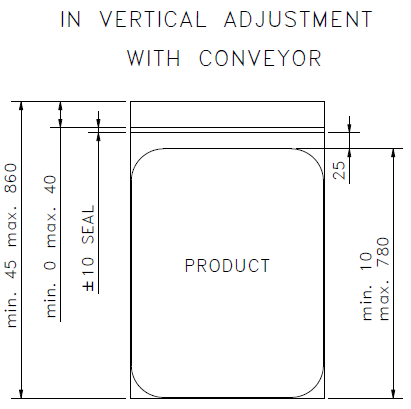 IN VERTICAL ADJUSTMENT
WITH CONVEYOR
min. 45 max. 860
min. 0 max. 40
±10 SEAL
PRODUCT
25
min. 10
max. 780